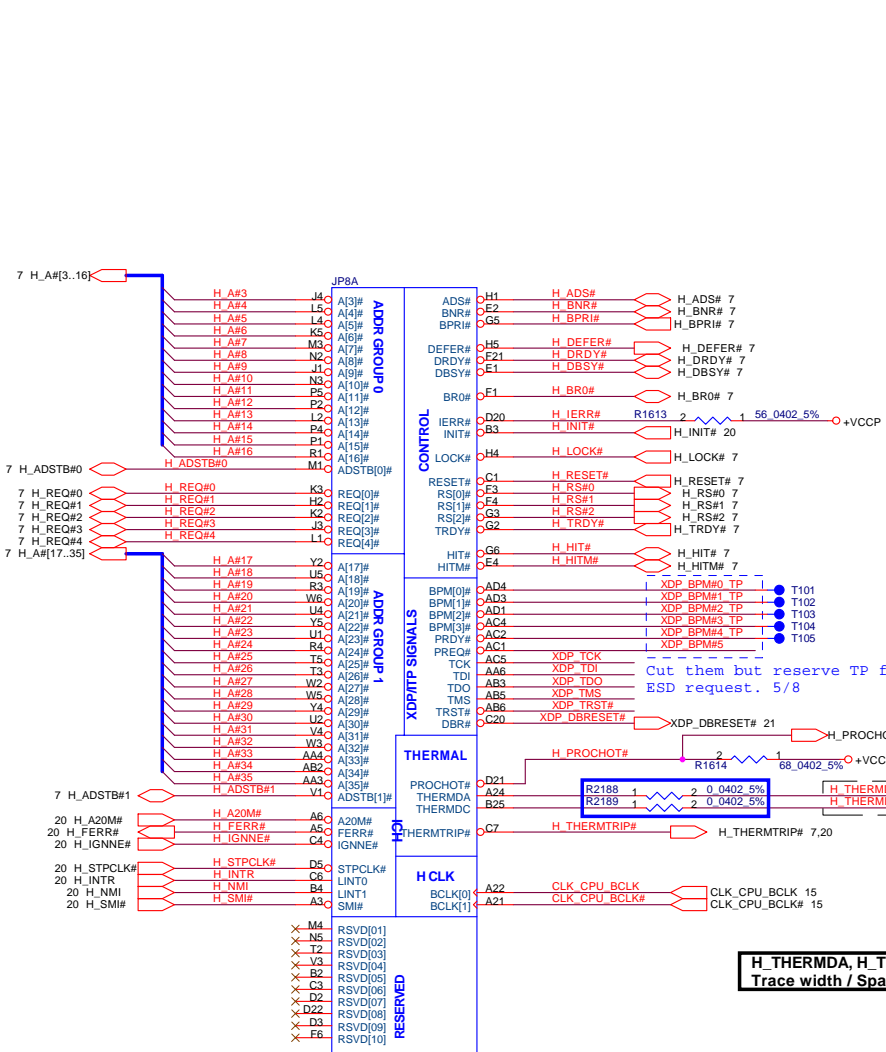 JP8A
7 H_A#[3..16]
H_A#3 J4 A[3]#
H_A#4 L5 A[4]#
H_A#5 L4 A[5]#
H_A#6 K5 A[6]#
H_A#7 M3 A[7]#
H_A#8 N2 A[8]#
H_A#9 J1 A[9]#
H_A#10 N3 A[10]#
H_A#11 P5 A[11]#
H_A#12 P2 A[12]#
H_A#13 L2 A[13]#
H_A#14 P4 A[14]#
H_A#15 P1 A[15]#
H_A#16 R1 A[16]#
7 H_ADSTB#0 H_ADSTB#0 M1 ADSTB[0]#
ADDR GROUP 0
7 H_REQ#0 H_REQ#0 K3 REQ[0]#
7 H_REQ#1 H_REQ#1 H2 REQ[1]#
7 H_REQ#2 H_REQ#2 K2 REQ[2]#
7 H_REQ#3 H_REQ#3 J3 REQ[3]#
7 H_REQ#4 H_REQ#4 L1 REQ[4]#
7 H_A#[17..35]
H_A#17 Y2 A[17]#
H_A#18 U5 A[18]#
H_A#19 R3 A[19]#
H_A#20 W6 A[20]#
H_A#21 U4 A[21]#
H_A#22 Y5 A[22]#
H_A#23 U1 A[23]#
H_A#24 R4 A[24]#
H_A#25 T5 A[25]#
H_A#26 T3 A[26]#
H_A#27 W2 A[27]#
H_A#28 W5 A[28]#
H_A#29 Y4 A[29]#
H_A#30 U2 A[30]#
H_A#31 V4 A[31]#
H_A#32 W3 A[32]#
H_A#33 AA4 A[33]#
H_A#34 AB2 A[34]#
H_A#35 AA3 A[35]#
7 H_ADSTB#1 H_ADSTB#1 V1 ADSTB[1]#
ADDR GROUP 1
20 H_A20M# H_A20M# A6 A20M#
20 H_FERR# H_FERR# A5 FERR#
20 H_IGNNE# H_IGNNE# C4 IGNNE#
ICH
20 H_STPCLK# H_STPCLK# D5 STPCLK#
20 H_INTR H_INTR C6 LINT0
20 H_NMI H_NMI B4 LINT1
20 H_SMI# H_SMI# A3 SMI#
M4 RSVD[01]
N5 RSVD[02]
T2 RSVD[03]
V3 RSVD[04]
B2 RSVD[05]
C3 RSVD[06]
D2 RSVD[07]
D22 RSVD[08]
D3 RSVD[09]
F6 RSVD[10]
RESERVED
CONTROL
ADS# H1 H_ADS# H_ADS# 7
BNR# E2 H_BNR# H_BNR# 7
BPRI# G5 H_BPRI# H_BPRI# 7
DEFER# H5 H_DEFER# H_DEFER# 7
DRDY# F21 H_DRDY# H_DRDY# 7
DBSY# E1 H_DBSY# H_DBSY# 7
BR0# F1 H_BR0# H_BR0# 7
IERR# D20 H_IERR# R1613 2 1 56_0402_5% +VCCP
INIT# B3 H_INIT# H_INIT# 20
LOCK# H4 H_LOCK# H_LOCK# 7
RESET# C1 H_RESET# H_RESET# 7
RS[0]# F3 H_RS#0 H_RS#0 7
RS[1]# F4 H_RS#1 H_RS#1 7
RS[2]# G3 H_RS#2 H_RS#2 7
TRDY# G2 H_TRDY# H_TRDY# 7
HIT# G6 H_HIT# H_HIT# 7
HITM# E4 H_HITM# H_HITM# 7
XDP/ITP SIGNALS
BPM[0]# AD4 XDP_BPM#0_TP T101
BPM[1]# AD3 XDP_BPM#1_TP T102
BPM[2]# AD1 XDP_BPM#2_TP T103
BPM[3]# AC4 XDP_BPM#3_TP T104
PRDY# AC2 XDP_BPM#4_TP T105
PREQ# AC1 XDP_BPM#5
TCK AC5 XDP_TCK
TDI AA6 XDP_TDI
TDO AB3 XDP_TDO
TMS AB5 XDP_TMS
TRST# AB6 XDP_TRST#
DBR# C20 XDP_DBRESET# XDP_DBRESET# 21
Cut them but reserve TP f
ESD request. 5/8
THERMAL
H_PROCHO
PROCHOT# D21 H_PROCHOT# R1614 2 1 68_0402_5% +VCC
THERMDA A24 R2188 1 2 0_0402_5% H_THERM
THERMDC B25 R2189 1 2 0_0402_5% H_THERM
THERMTRIP# C7 H_THERMTRIP# H_THERMTRIP# 7,20
H CLK
BCLK[0] A22 CLK_CPU_BCLK CLK_CPU_BCLK 15
BCLK[1] A21 CLK_CPU_BCLK# CLK_CPU_BCLK# 15
H_THERMDA, H_T
Trace width / Spa